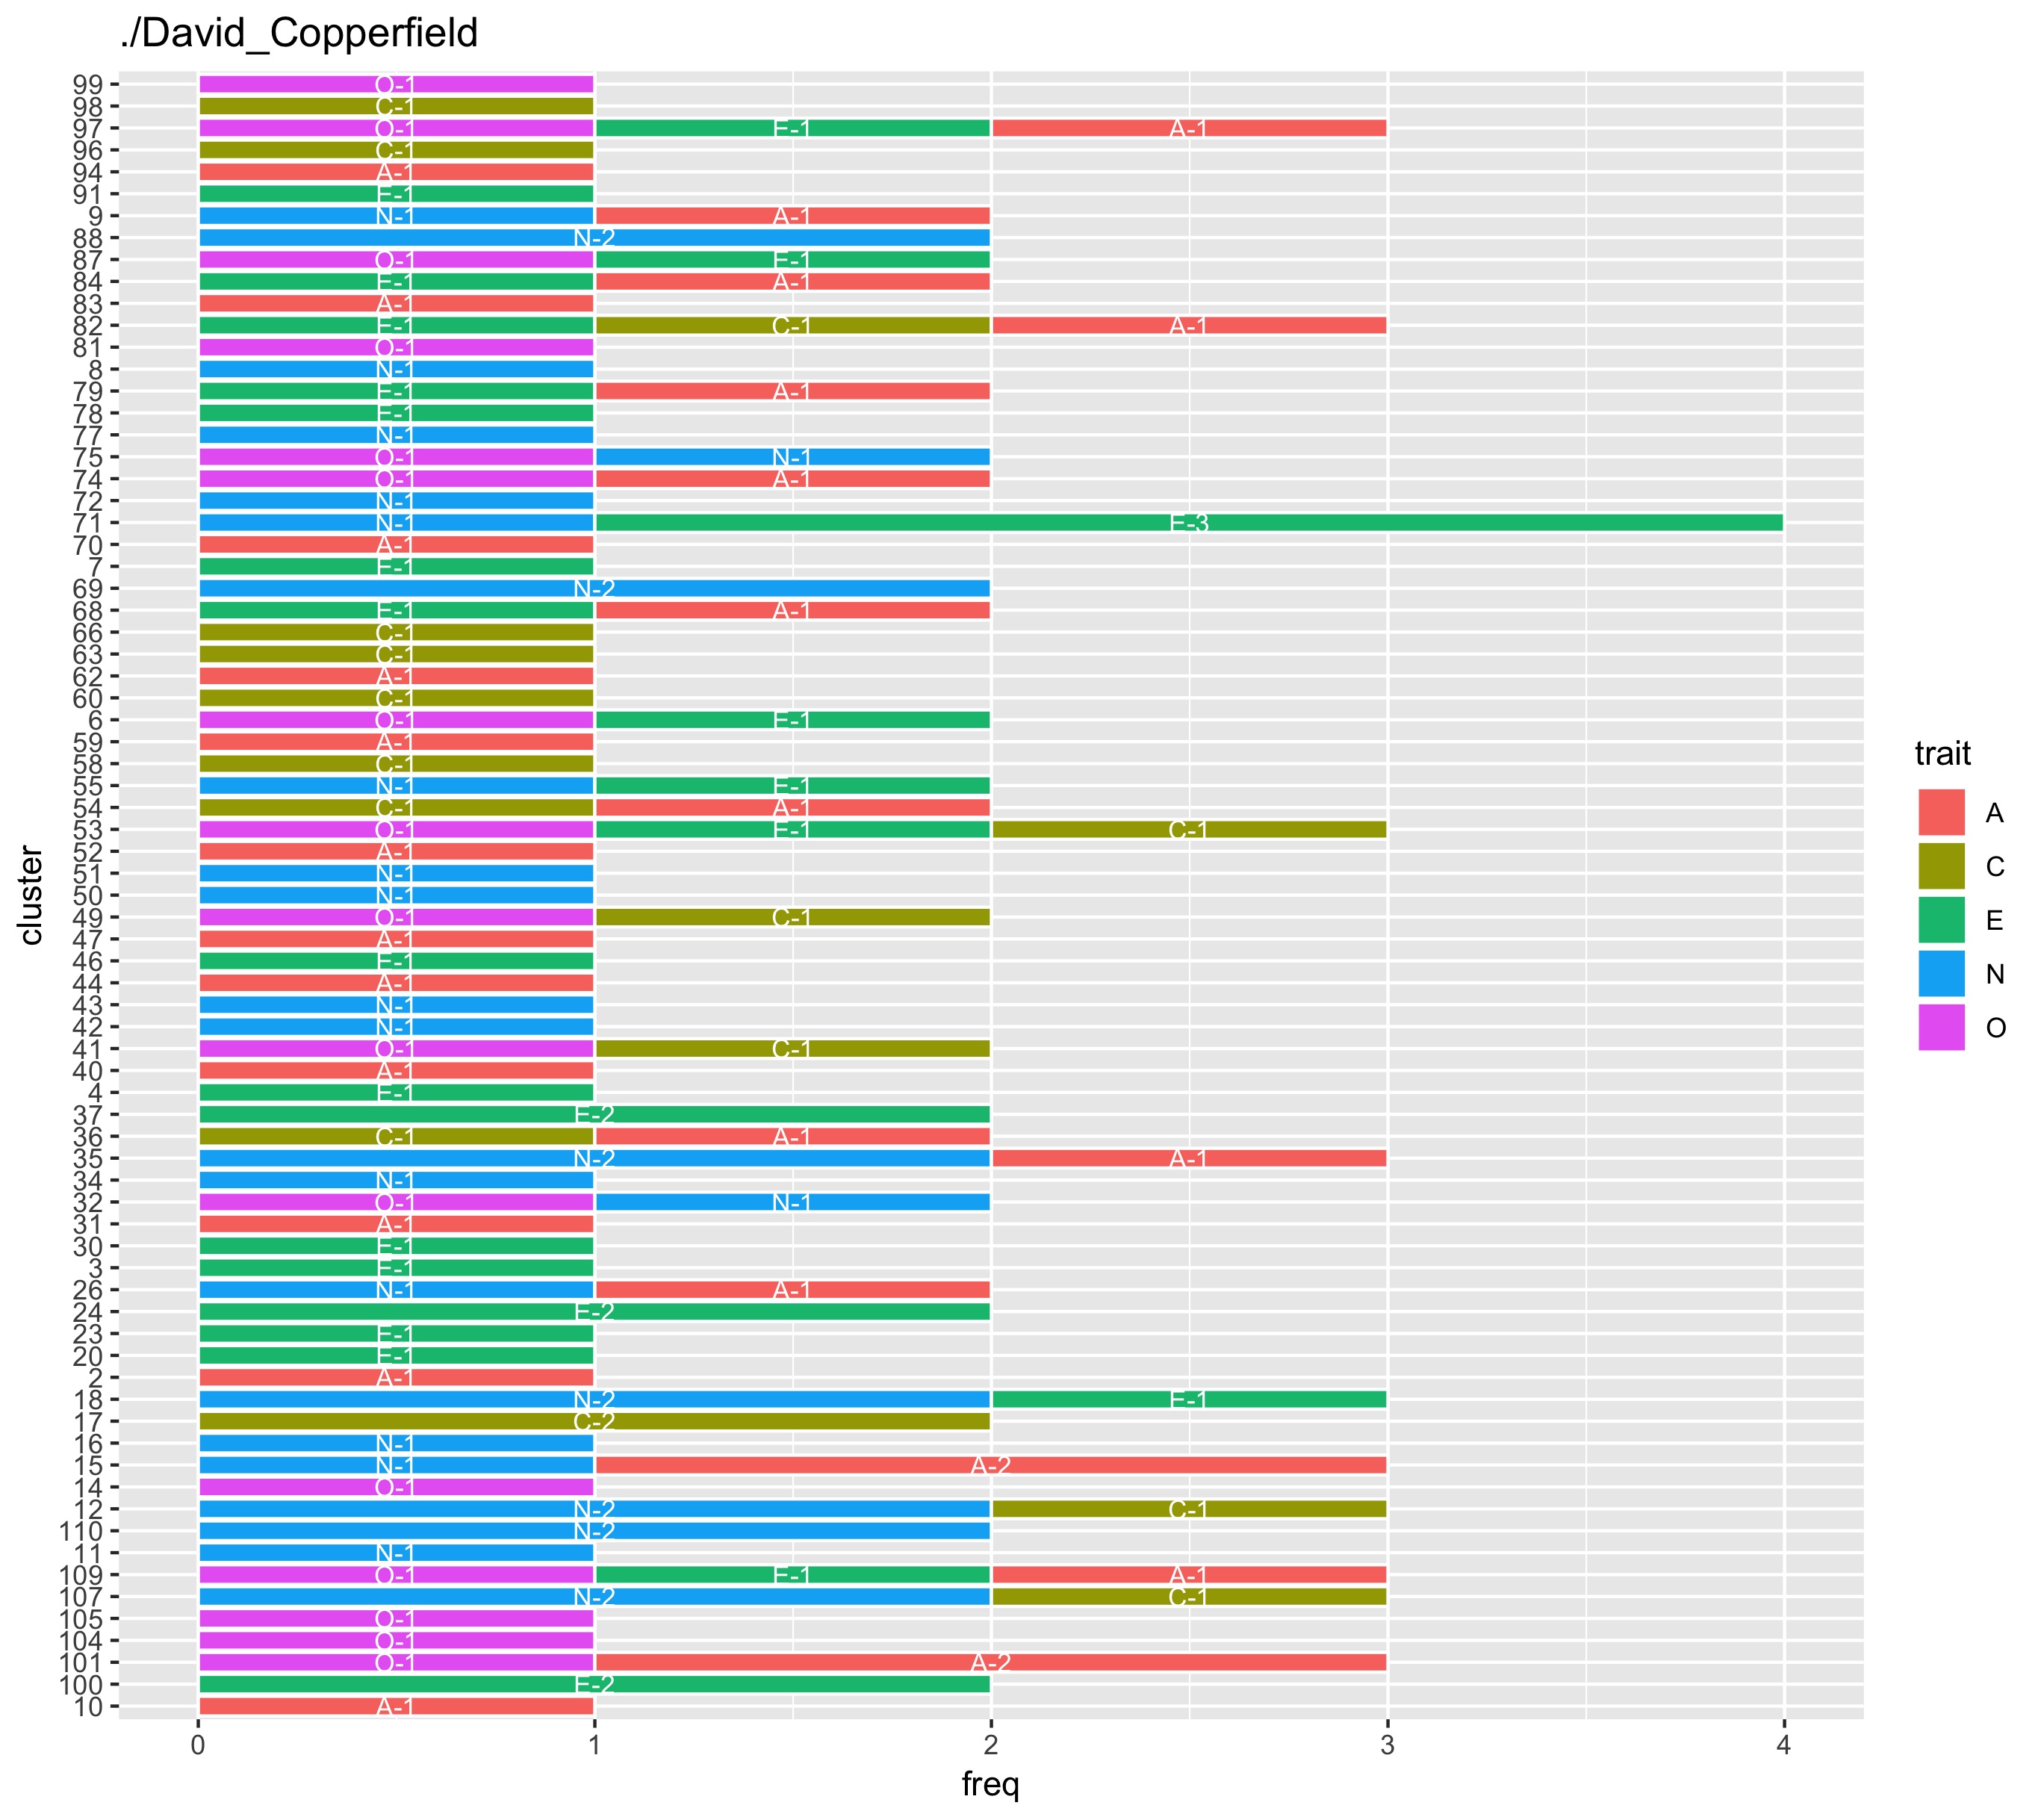 ./David_Copperfield
99 O-1
98 C-1
97 O-1 E-1 A-1
96 C-1
94 A-1
91 E-1
9 N-1 A-1
88 N-2
87 O-1 E-1
84 E-1 A-1
83 A-1
82 E-1 C-1 A-1
81 O-1
8 N-1
79 E-1 A-1
78 E-1
77 N-1
75 O-1 N-1
74 O-1 A-1
72 N-1
71 N-1 E-3
70 A-1
7 E-1
69 N-2
68 E-1 A-1
66 C-1
63 C-1
62 A-1
60 C-1
6 O-1 E-1
59 A-1
58 C-1
55 N-1 E-1
54 C-1 A-1
53 O-1 E-1 C-1
52 A-1
51 N-1
50 N-1
49 O-1 C-1
47 A-1
46 E-1
44 A-1
43 N-1
42 N-1
41 O-1 C-1
40 A-1
4 E-1
37 E-2
36 C-1 A-1
35 N-2 A-1
34 N-1
32 O-1 N-1
31 A-1
30 E-1
3 E-1
26 N-1 A-1
24 E-2
23 E-1
20 E-1
2 A-1
18 N-2 E-1
17 C-2
16 N-1
15 N-1 A-2
14 O-1
12 N-2 C-1
110 N-2
11 N-1
109 O-1 E-1 A-1
107 N-2 C-1
105 O-1
104 O-1
101 O-1 A-2
100 E-2
10 A-1
0 1 2 3 4
freq
cluster
trait
A
C
E
N
O